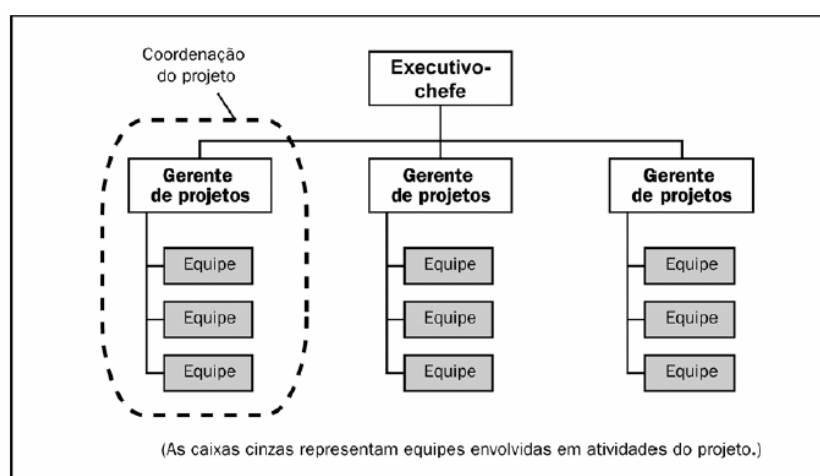 Coordenação
do projeto
Executivo-
chefe
Gerente
de projetos
Gerente
de projetos
Gerente
de projetos
Equipe
Equipe
Equipe
Equipe
Equipe
Equipe
Equipe
Equipe
Equipe
(As caixas cinzas representam equipes envolvidas em atividades do projeto.)